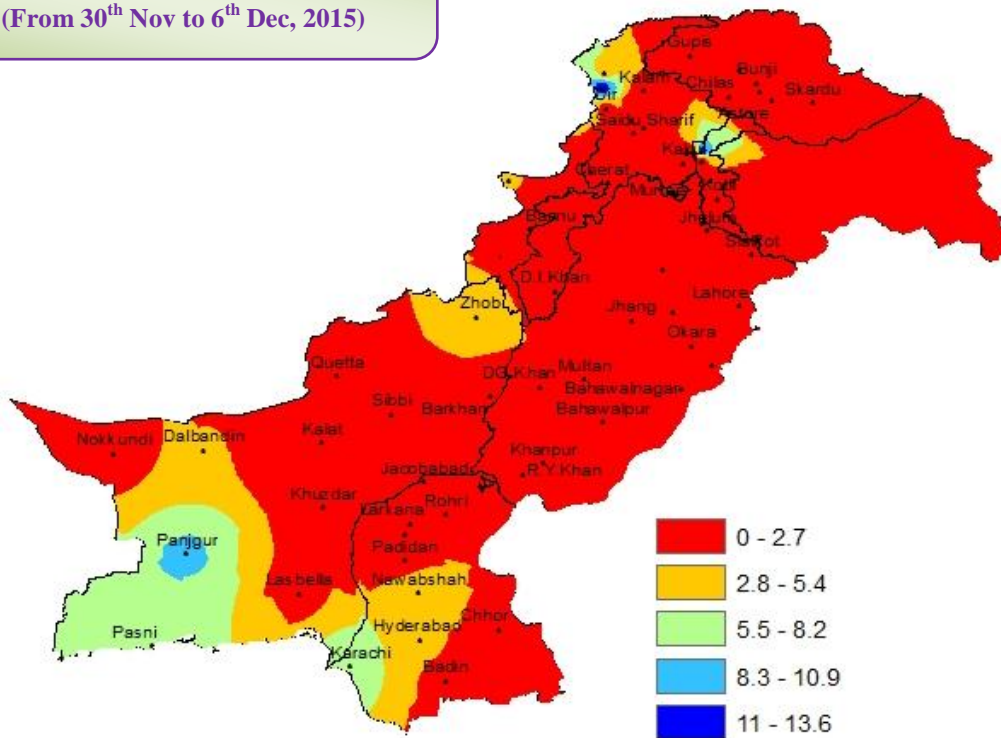 (From 30th Nov to 6th Dec, 2015)
Gupis
Bunji
Kalam
Chilas
Skardu
Dir
Astore
Saidu Sharif
Cherat
Bannu
Jhelum
Sialkot
D.I.Khan
Zhob
Lahore
Jhang
Okara
Quetta
DG.Khan
Multan
Bahawalnagar
Sibbi
Barkhan
Bahawalpur
Nokkundi
Dalbandin
Kalat
Khanpur
Jacobabad
R.Y.Khan
Khuzdar
Rohri
Larkana
Panjgur
Padidan
Lasbella
Nawabshah
Chhor
Pasni
Hyderabad
Karachi
Badin
0 - 2.7
2.8 - 5.4
5.5 - 8.2
8.3 - 10.9
11 - 13.6